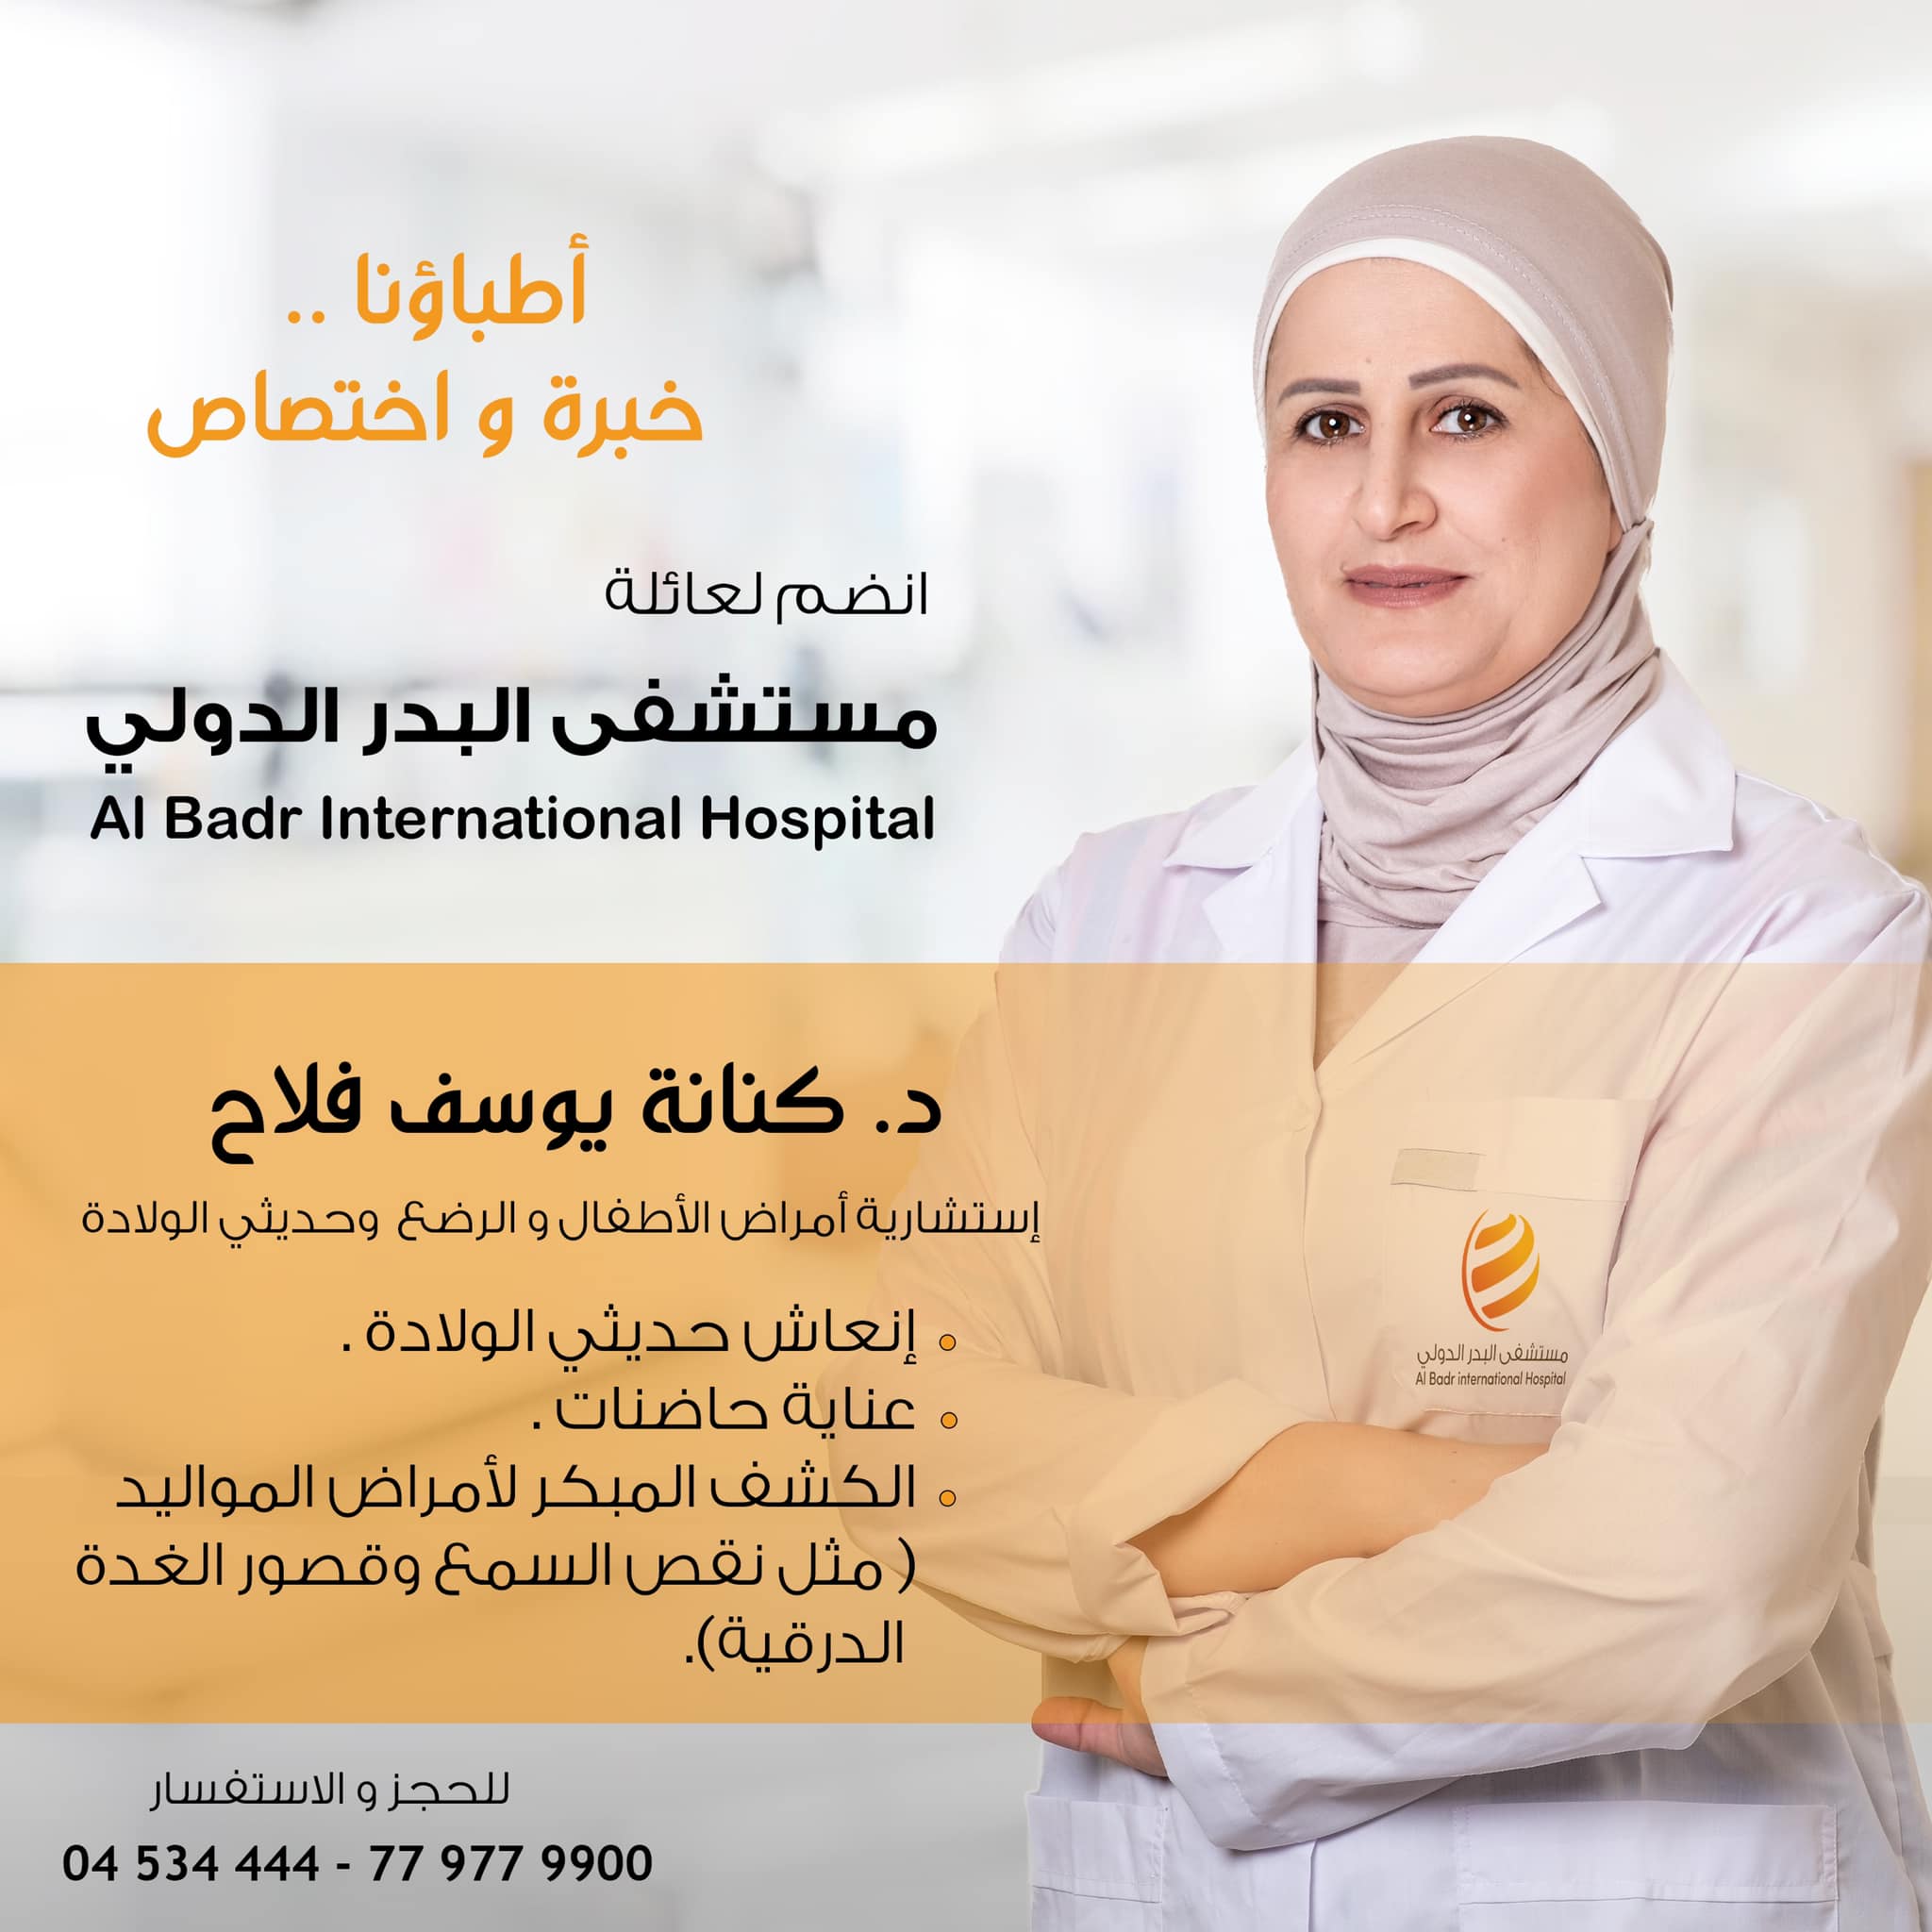 أطباؤنا ..
خبرة و اختصاص
انضم لعائلة
مستشفى البدر الدولي
Al Badr International Hospital
د. كنانة يوسف فلاح
إستشارية أمراض الأطفال و الرضع وحديثي الولادة
• إنعاش حديثي الولادة .
• عناية حاضنات .
• الكشف المبكر لأمراض المواليد
( مثل نقص السمع وقصور الغدة
الدرقية).
مستشفى البدر الدولي
Al Badr international Hospital
للحجز و الاستفسار
04 534 444 - 77 977 9900